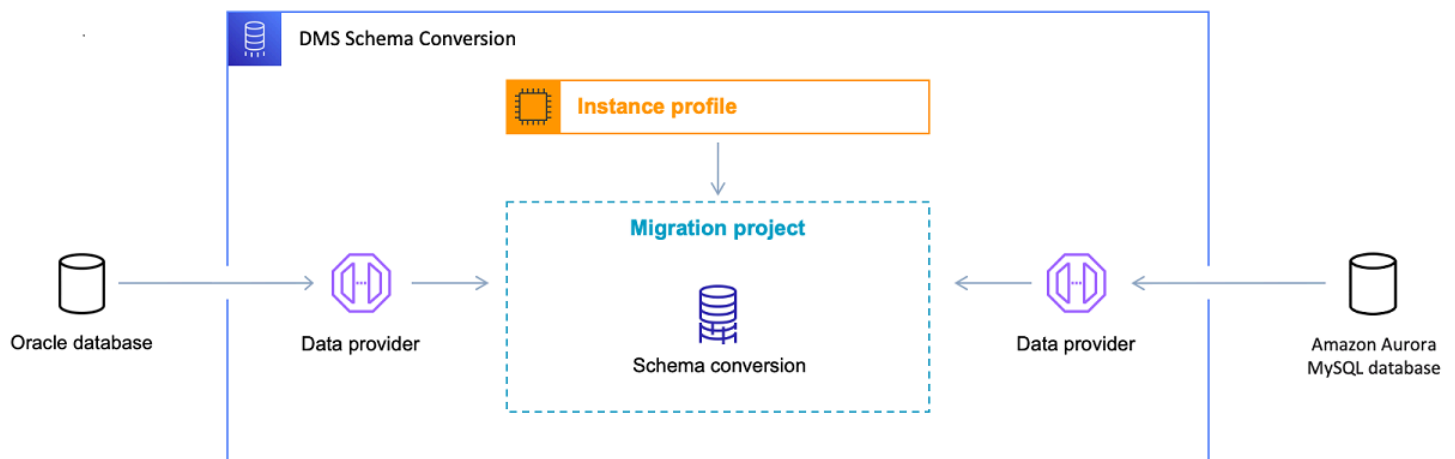 DMS Schema Conversion
Instance profile
Migration project
Schema conversion
Oracle database
Data provider
Data provider
Amazon Aurora
MySQL database